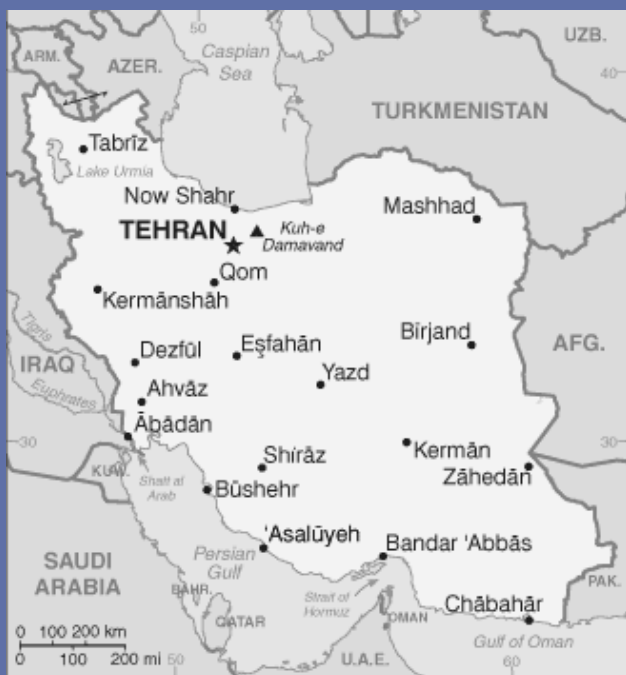 50
Caspian
Sea
UZB.
ARM.
AZER.
40
TURKMENISTAN
Tabrīz
Lake Urmia
Now Shahr
Mashhad
TEHRAN
Kuh-e
Damavand
Qom
Kermānshāh
Tigris
Dezfūl
Eşfahān
Bīrjand
AFG.
IRAQ
Yazd
Euphrates
Ahvāz
Ābādān
30
Kermān
30
KUW.
Shatt al
Arab
Shīrāz
Zāhedān
Būshehr
'Asalūyeh
Bandar 'Abbās
Persian
Gulf
SAUDI
ARABIA
BAHR.
Strait of
Hormuz
PAK.
Chābahār
QATAR
OMAN
Gulf of Oman
0 100 200 km
0 100 200 mi
50
U.A.E.
60